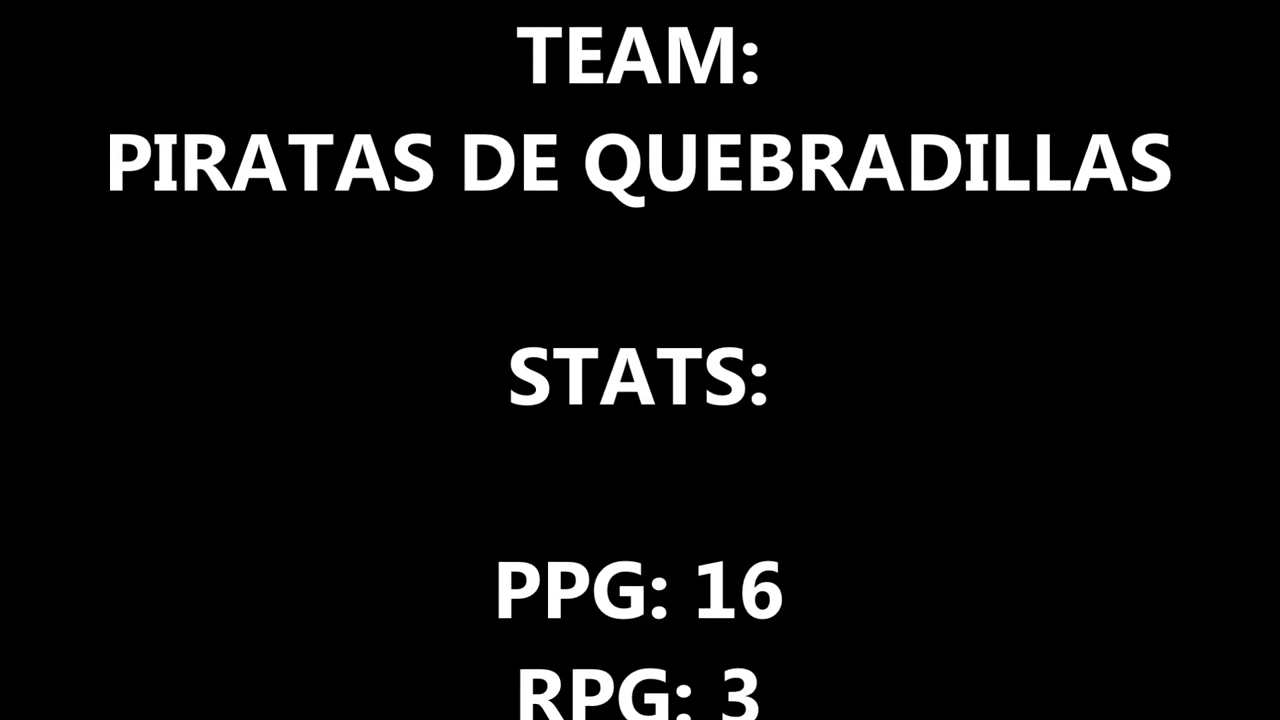 TEAM:
PIRATAS DE QUEBRADILLAS
STATS:
PPG: 16
RPG: 3